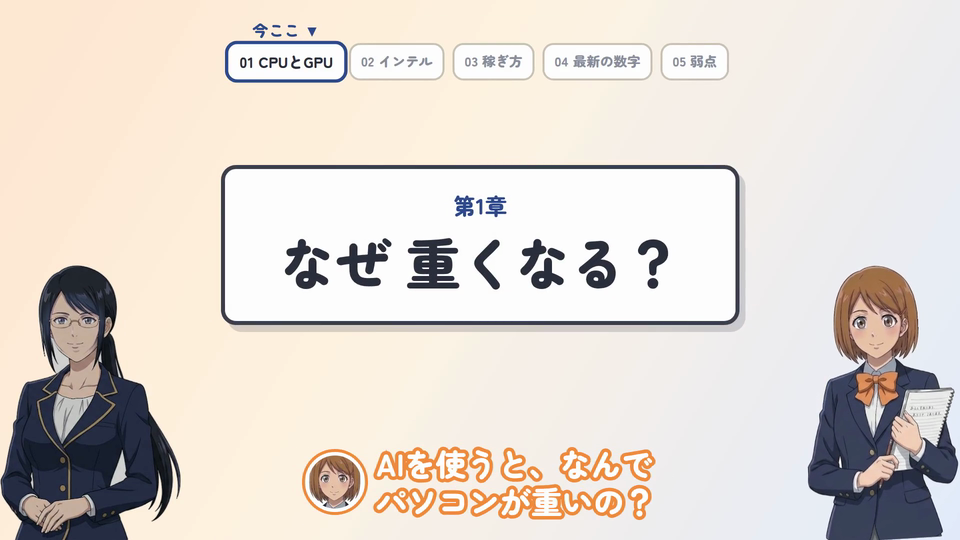 今ここ ▼
01 CPUとGPU
02 インテル
03 稼ぎ方
04 最新の数字
05 弱点
第1章
なぜ 重くなる？
AIを使うと、なんで
パソコンが重いの？